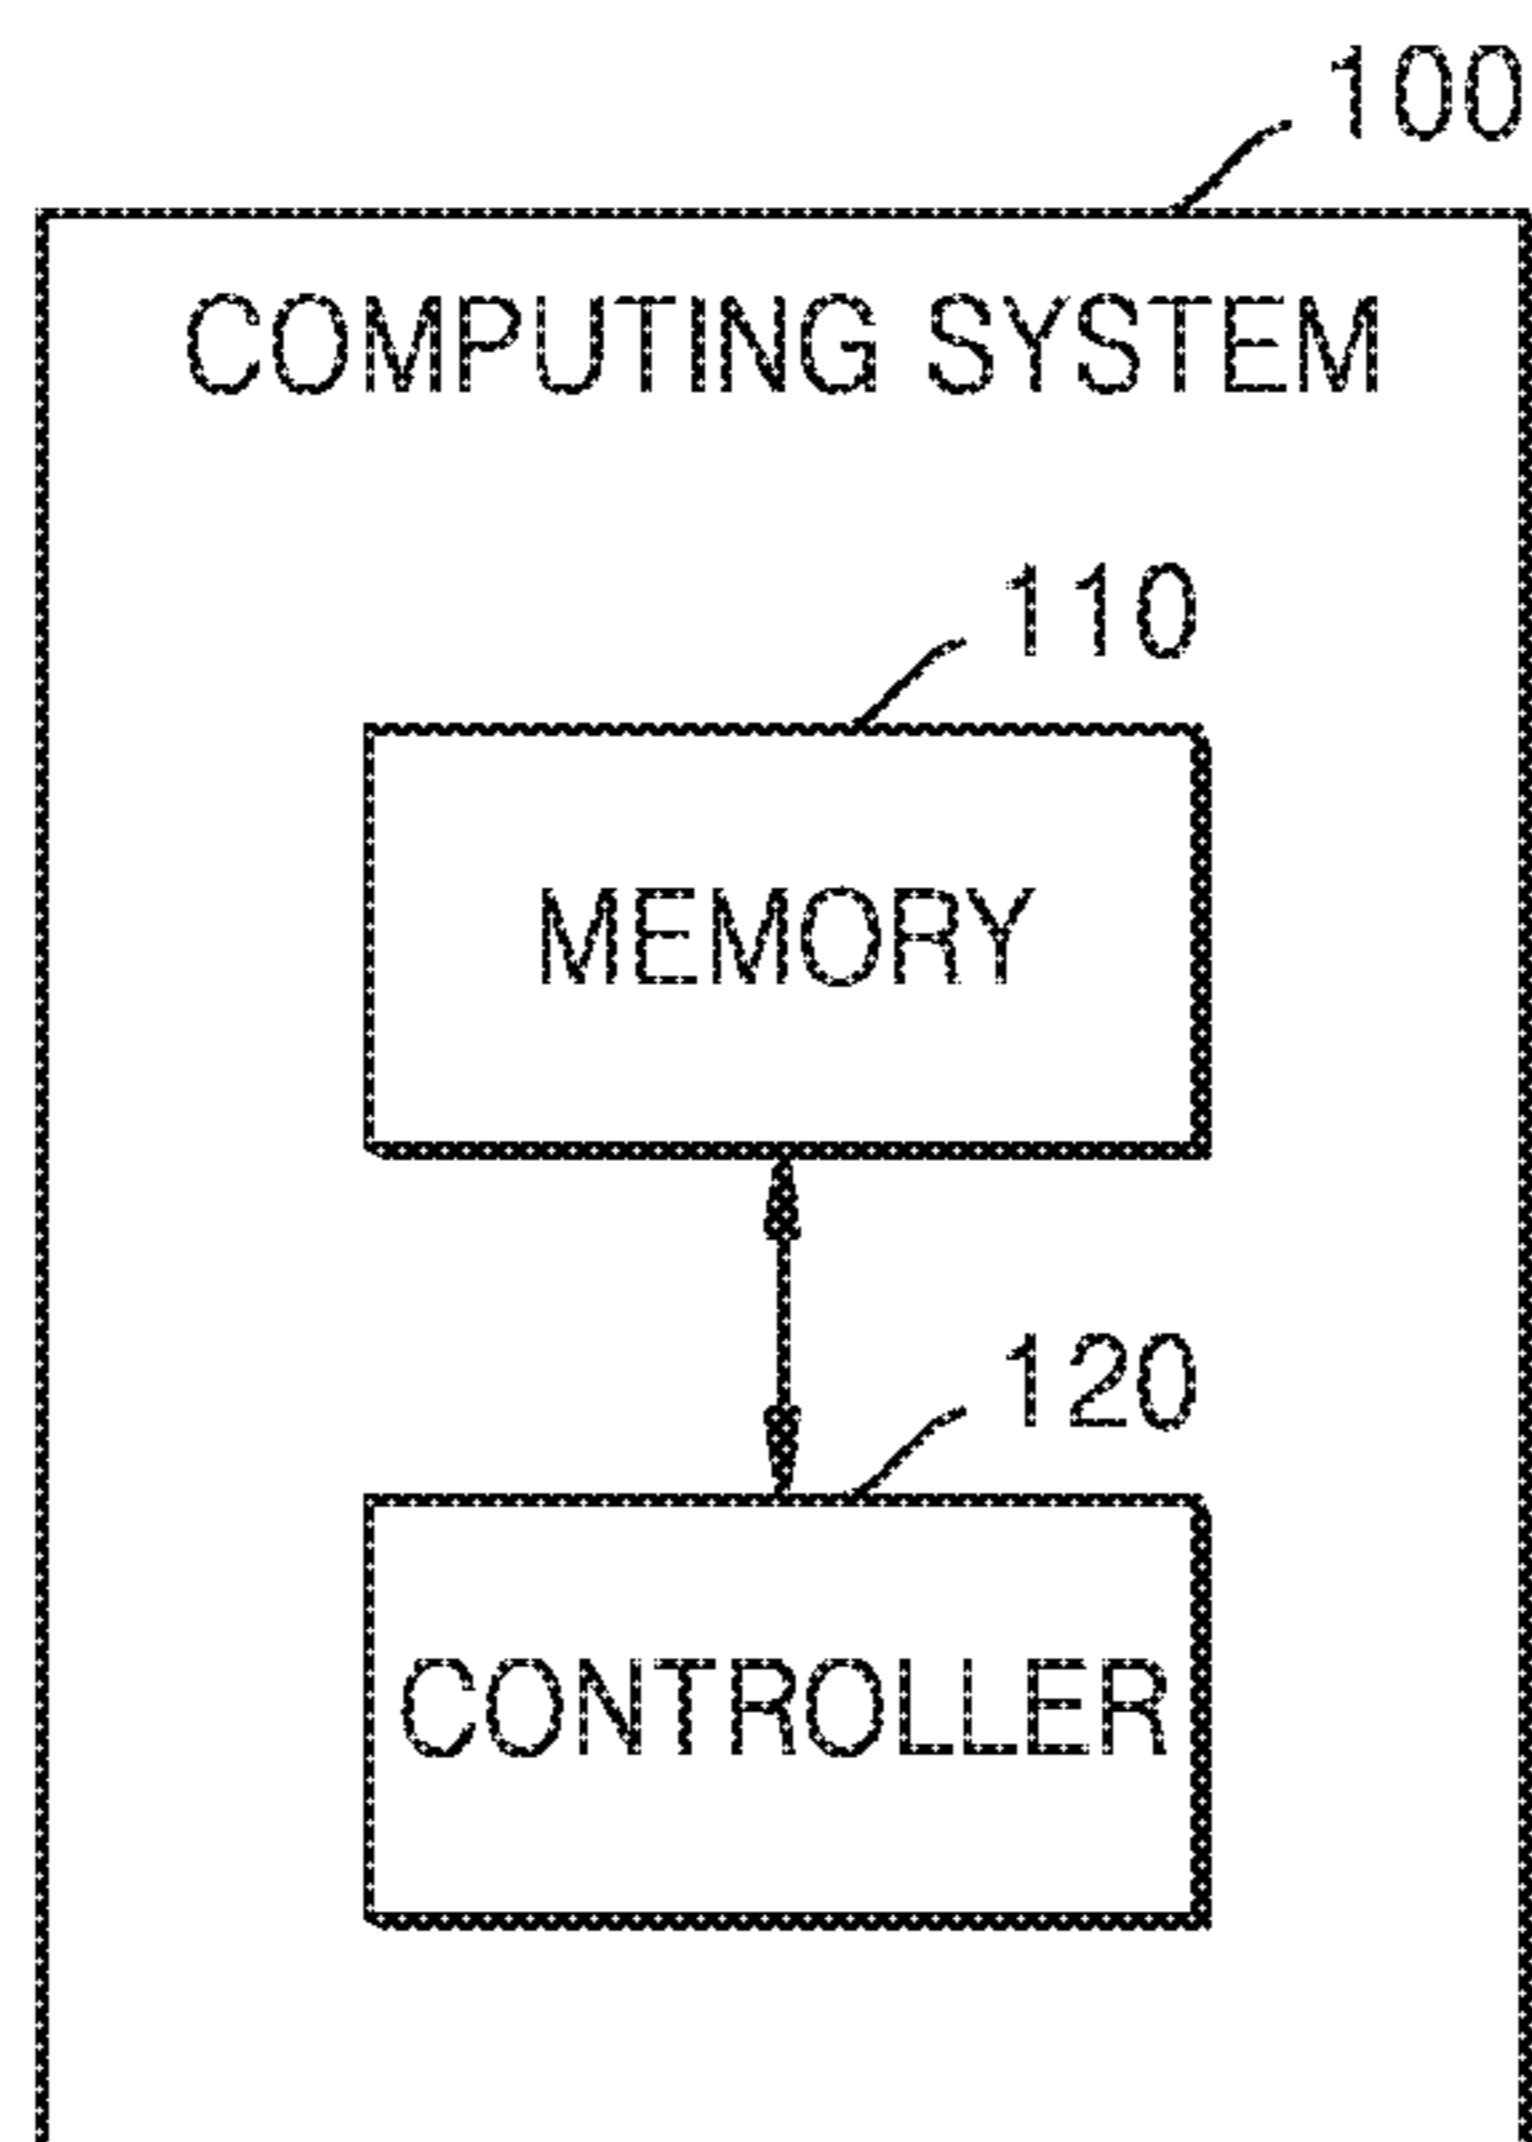 100
COMPUTING SYSTEM
110
MEMORY
120
CONTROLLER